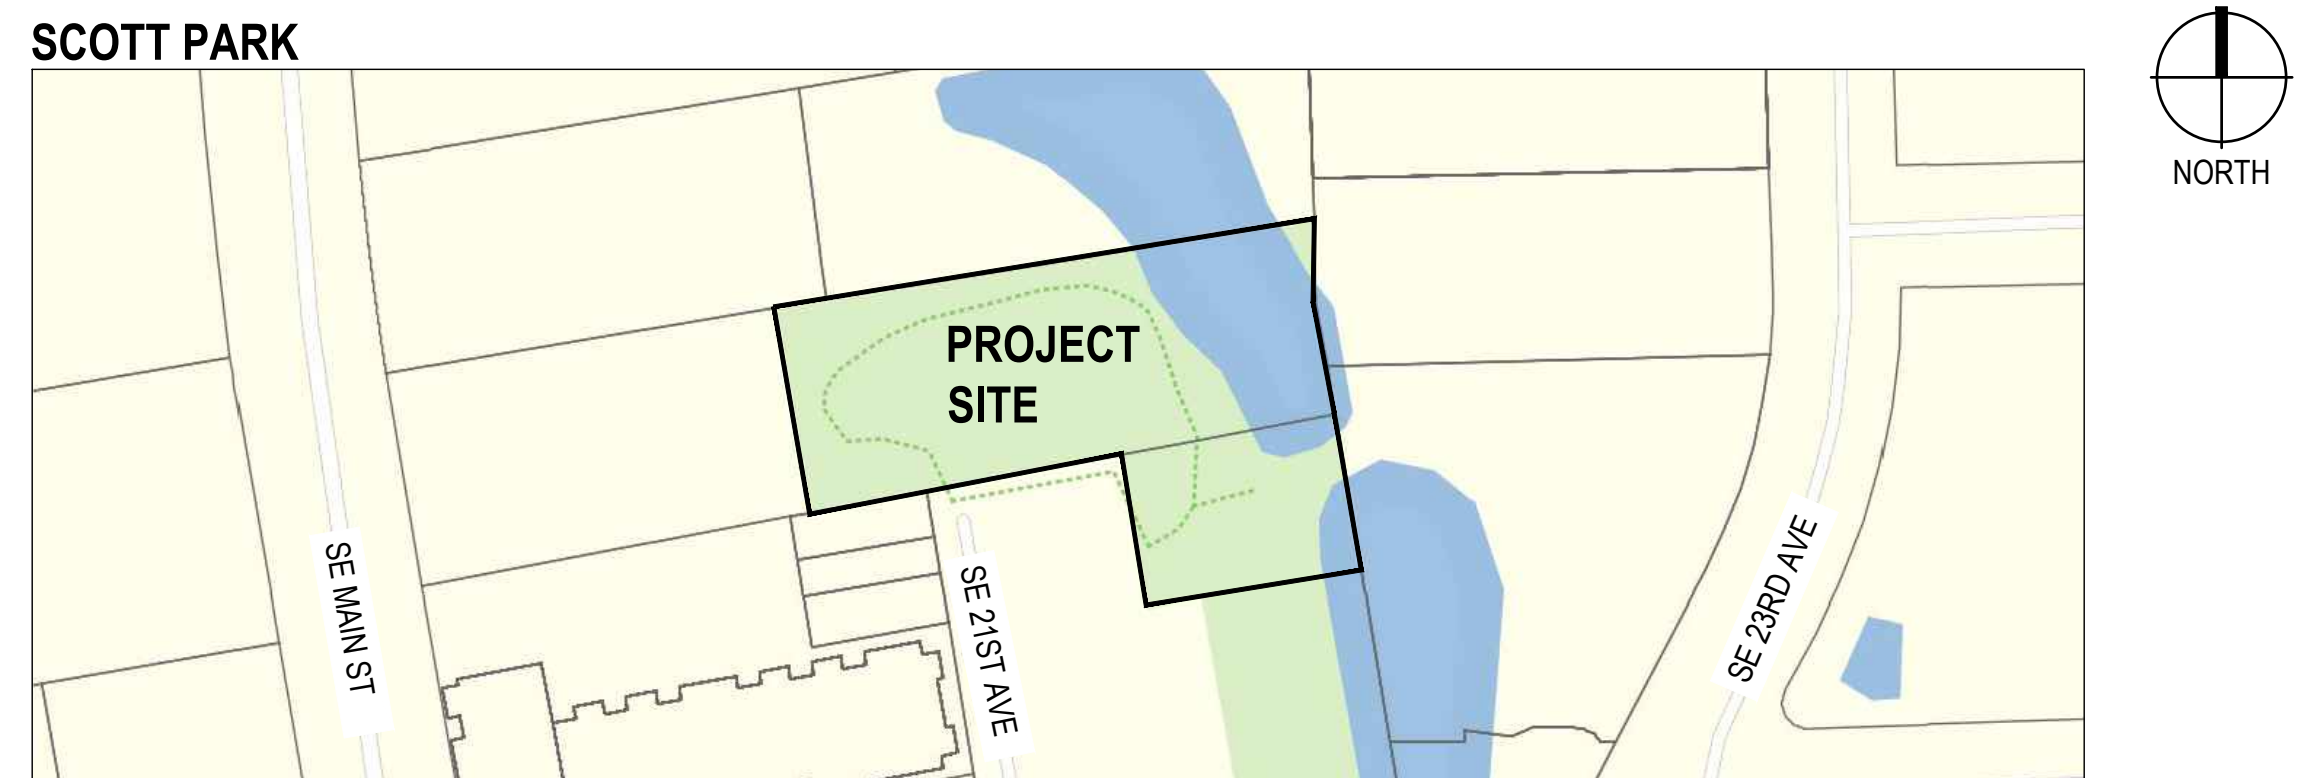 SCOTT PARK
NORTH
PROJECT
SITE
SE MAIN ST
SE 21ST AVE
SE 23RD AVE